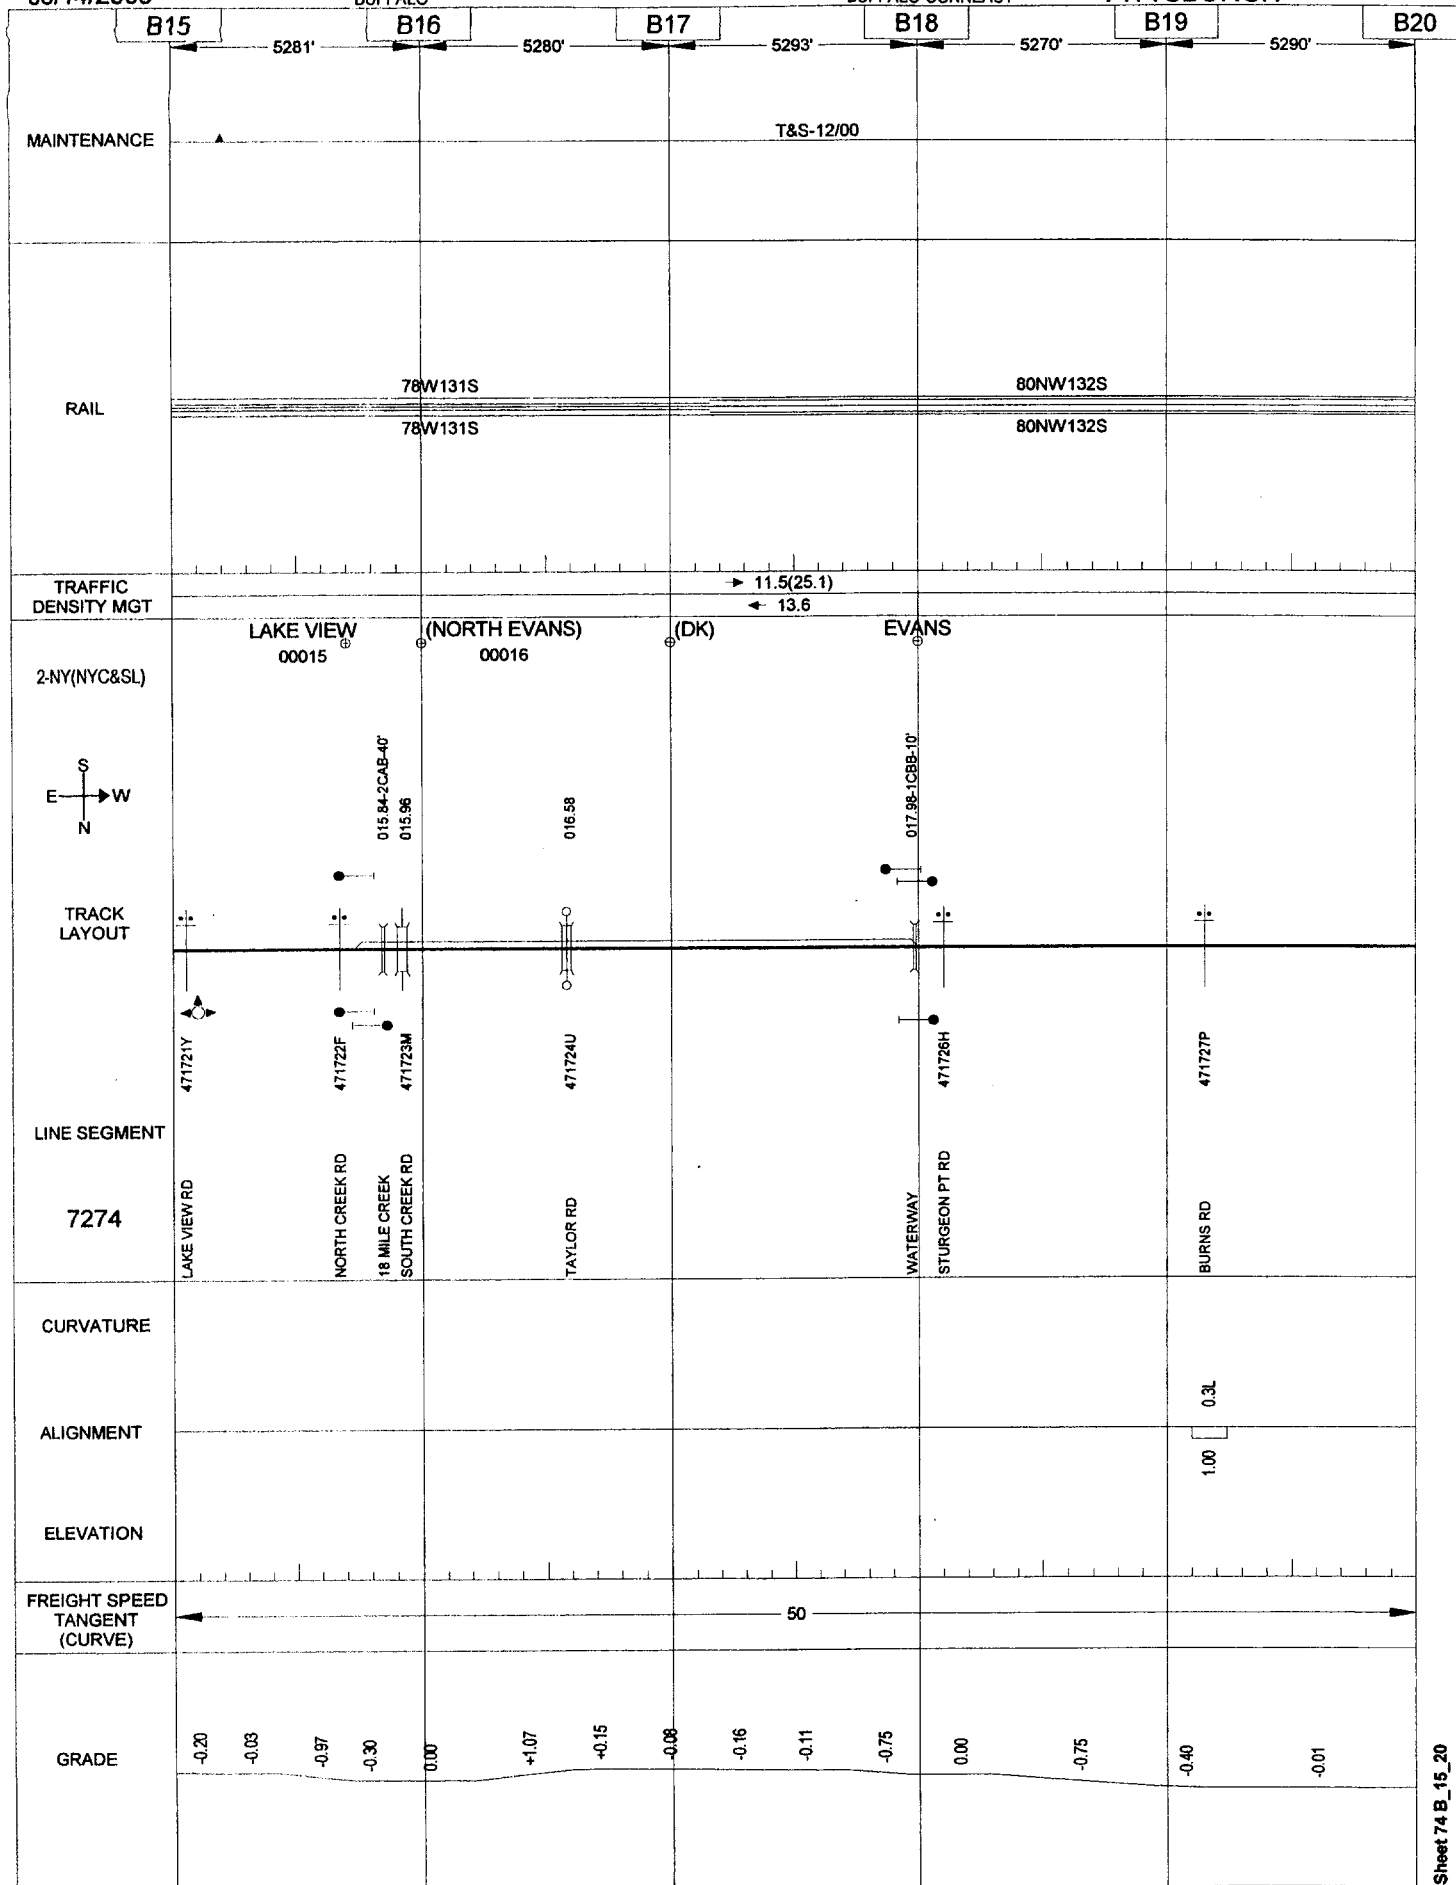 B15 B16 B17 B18 B19 B20
5281' 5280' 5293' 5270' 5290'
MAINTENANCE
T&S-12/00
RAIL
78W131S 80NW132S
78W131S 80NW132S
TRAFFIC
DENSITY MGT
11.5(25.1)
13.6
LAKE VIEW (NORTH EVANS) (DK) EVANS
00015 00016
2-NY(NYC&SL)
S
E W
N
015.84-2CAB-40'
015.96
016.58
017.98-1CBB-10'
TRACK
LAYOUT
471721Y
471722F
471723M
471724U
471726H
471727P
LINE SEGMENT
7274
LAKE VIEW RD
NORTH CREEK RD
18 MILE CREEK
SOUTH CREEK RD
TAYLOR RD
WATERWAY
STURGEON PT RD
BURNS RD
CURVATURE
0.3L
ALIGNMENT
1.00
ELEVATION
FREIGHT SPEED
TANGENT
(CURVE)
50
GRADE
-0.20
-0.03
-0.97
-0.30
0.00
+1.07
+0.15
-0.08
-0.16
-0.11
-0.75
0.00
-0.75
-0.40
-0.01
Sheet 74 B_15_20